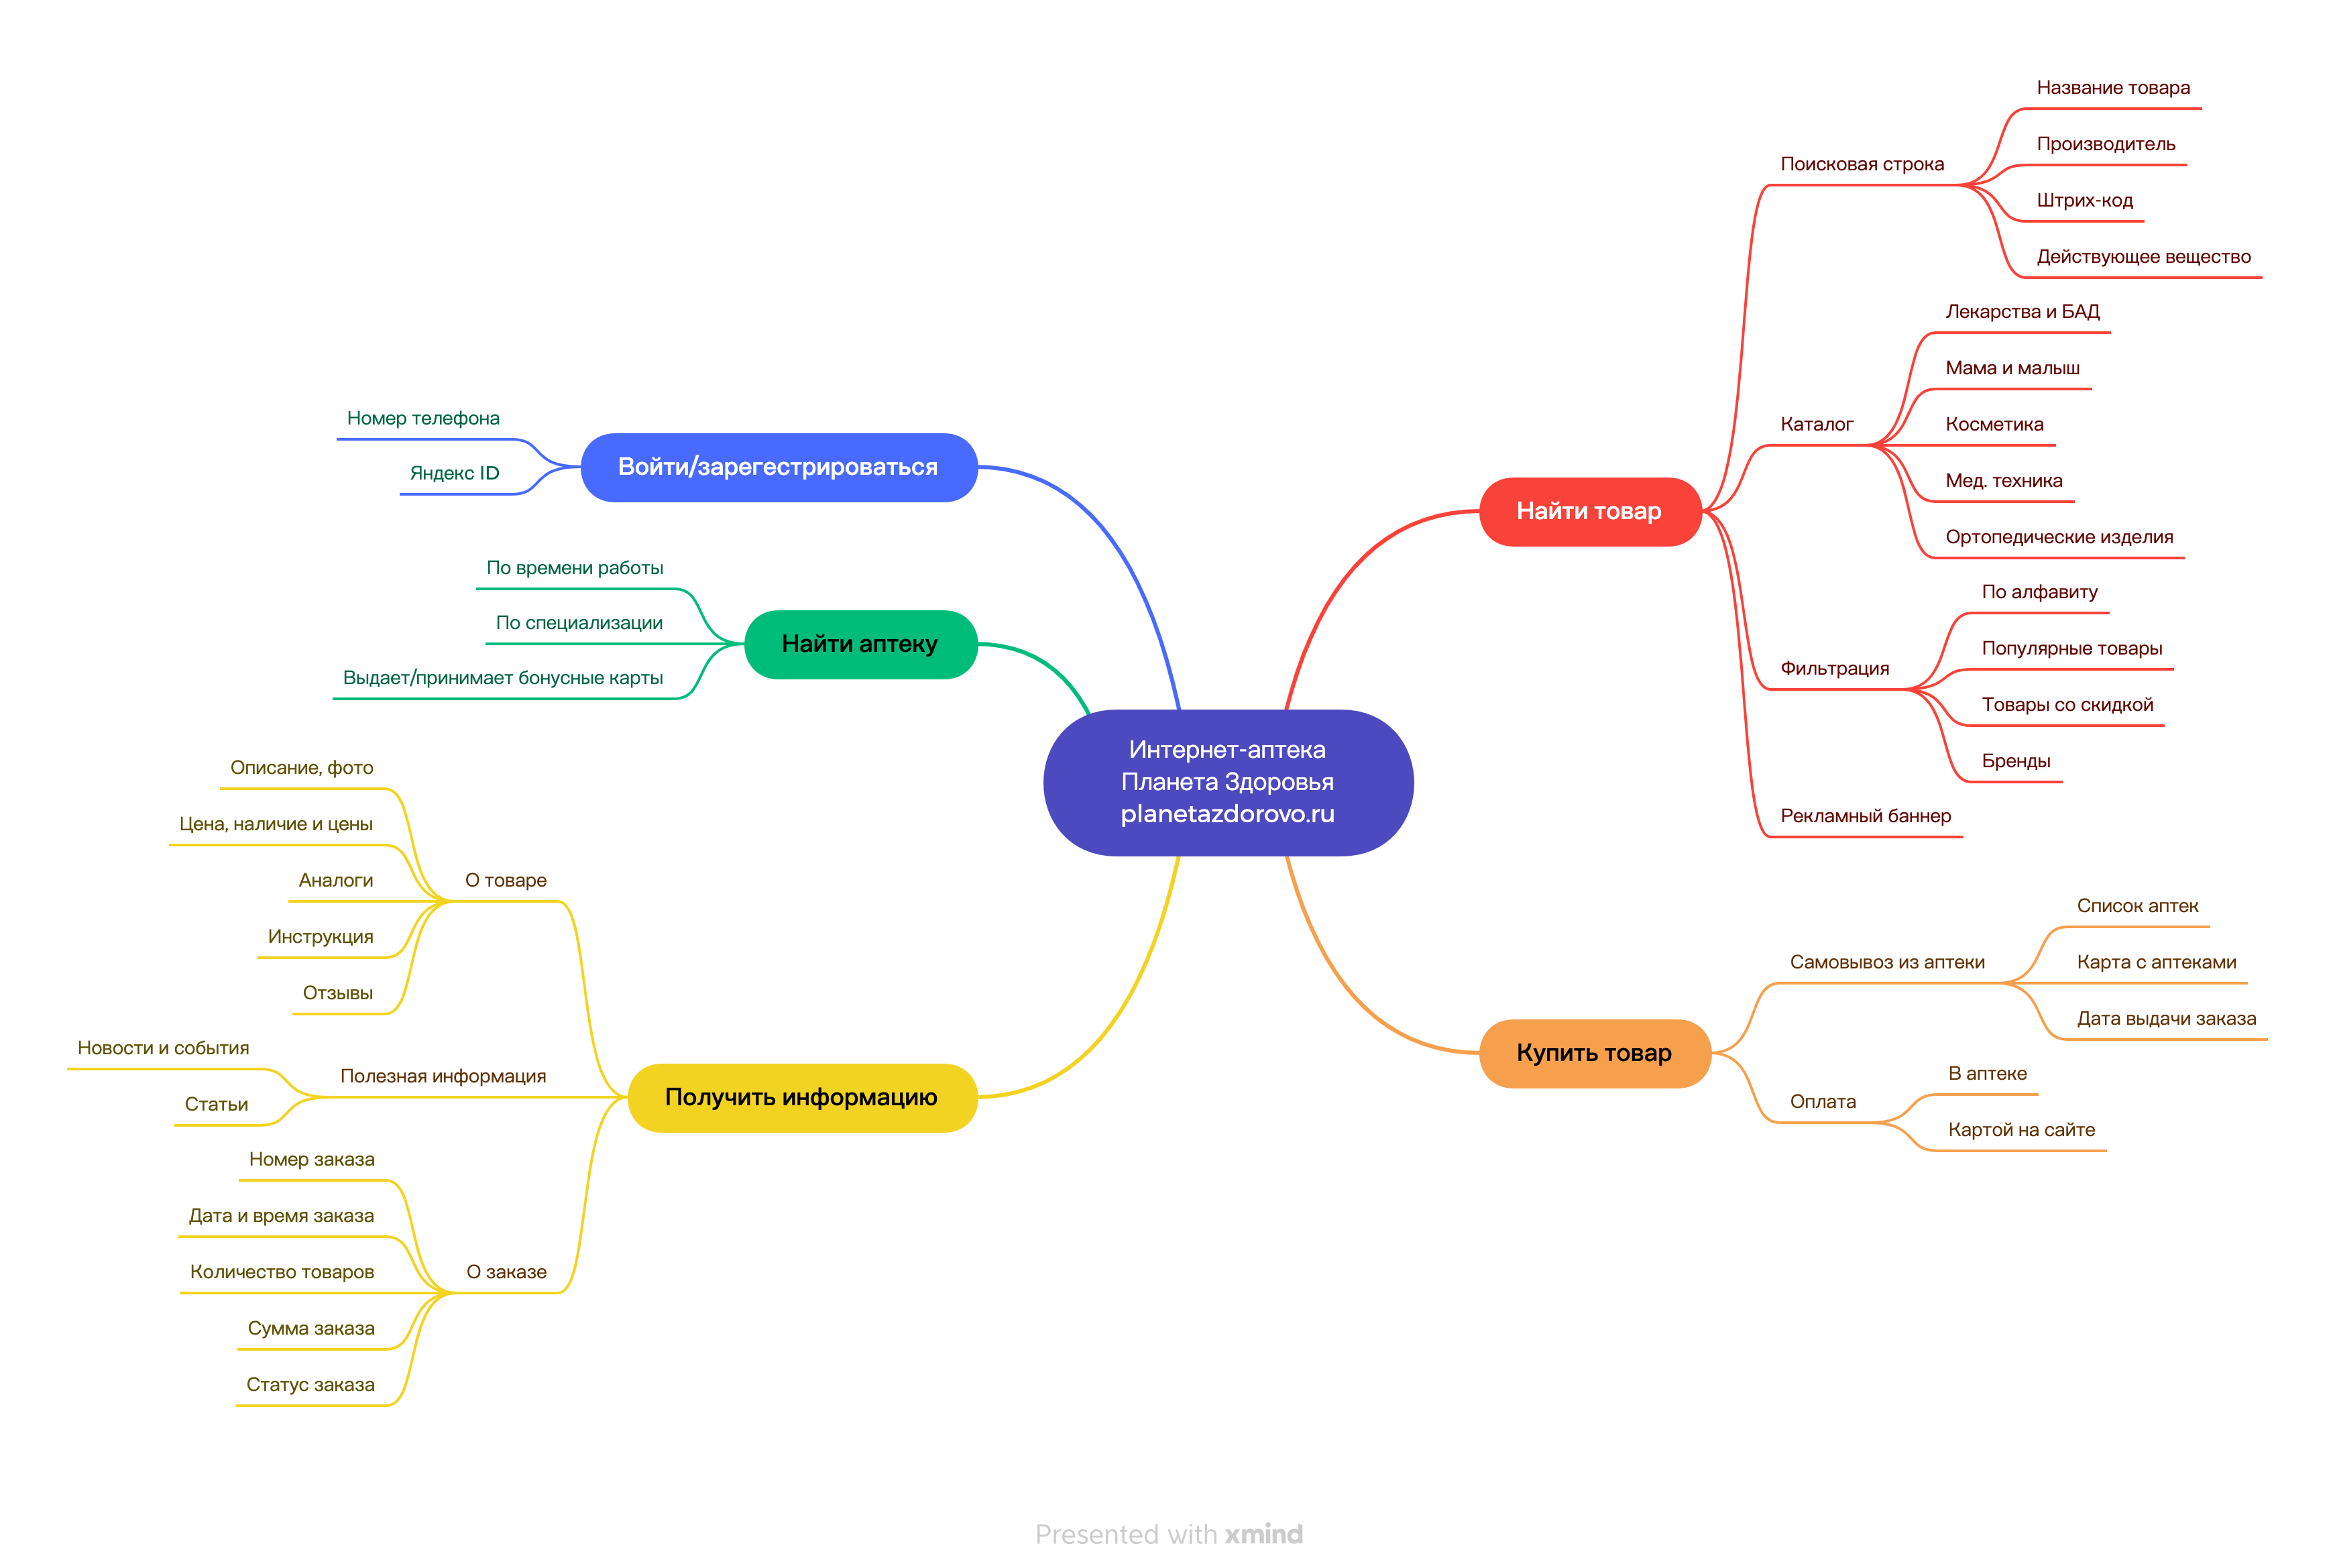 Интернет-аптека
Планета Здоровья
planetazdorovo.ru
Найти товар
Поисковая строка
Название товара
Производитель
Штрих-код
Действующее вещество
Каталог
Лекарства и БАД
Мама и малыш
Косметика
Мед. техника
Ортопедические изделия
Фильтрация
По алфавиту
Популярные товары
Товары со скидкой
Бренды
Рекламный баннер
Купить товар
Самовывоз из аптеки
Список аптек
Карта с аптеками
Дата выдачи заказа
Оплата
В аптеке
Картой на сайте
Войти/зарегестрироваться
Номер телефона
Яндекс ID
Найти аптеку
По времени работы
По специализации
Выдает/принимает бонусные карты
Получить информацию
О товаре
Описание, фото
Цена, наличие и цены
Аналоги
Инструкция
Отзывы
Полезная информация
Новости и события
Статьи
О заказе
Номер заказа
Дата и время заказа
Количество товаров
Сумма заказа
Статус заказа
Presented with xmind